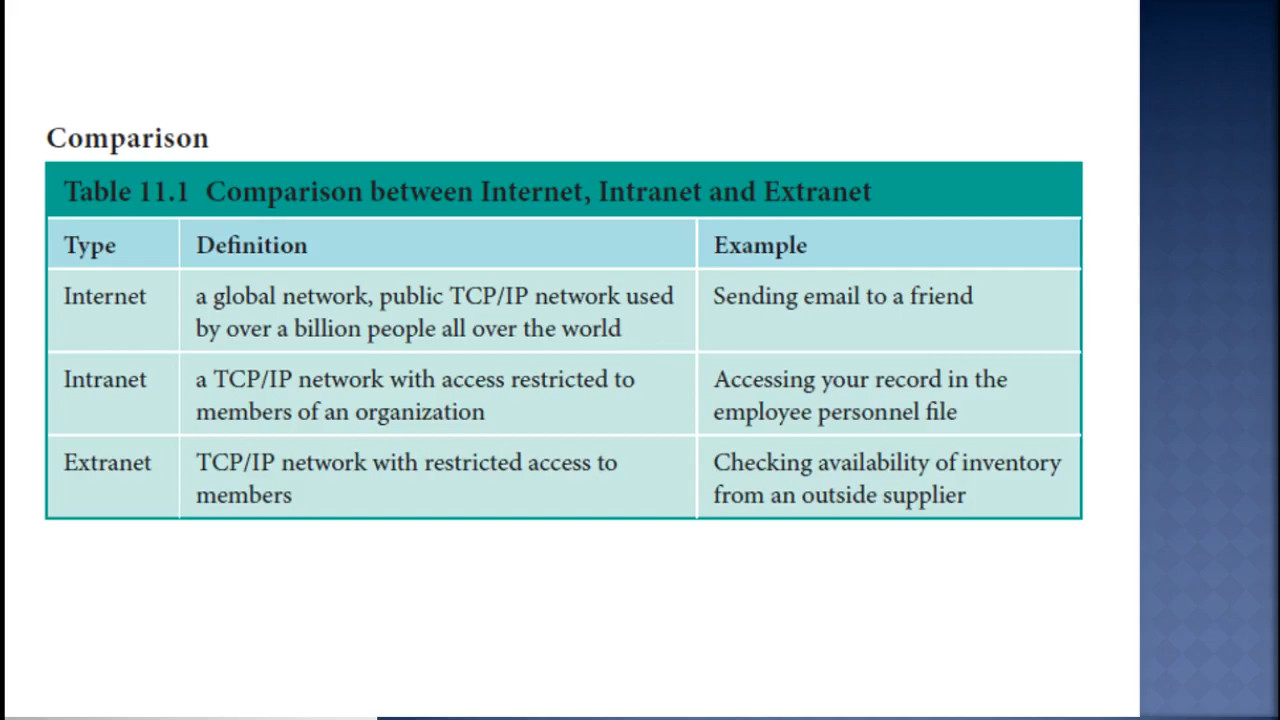 Comparison
Table 11.1 Comparison between Internet, Intranet and Extranet
Type Definition Example
Internet a global network, public TCP/IP network used Sending email to a friend
by over a billion people all over the world
Intranet a TCP/IP network with access restricted to Accessing your record in the
members of an organization employee personnel file
Extranet TCP/IP network with restricted access to Checking availability of inventory
members from an outside supplier